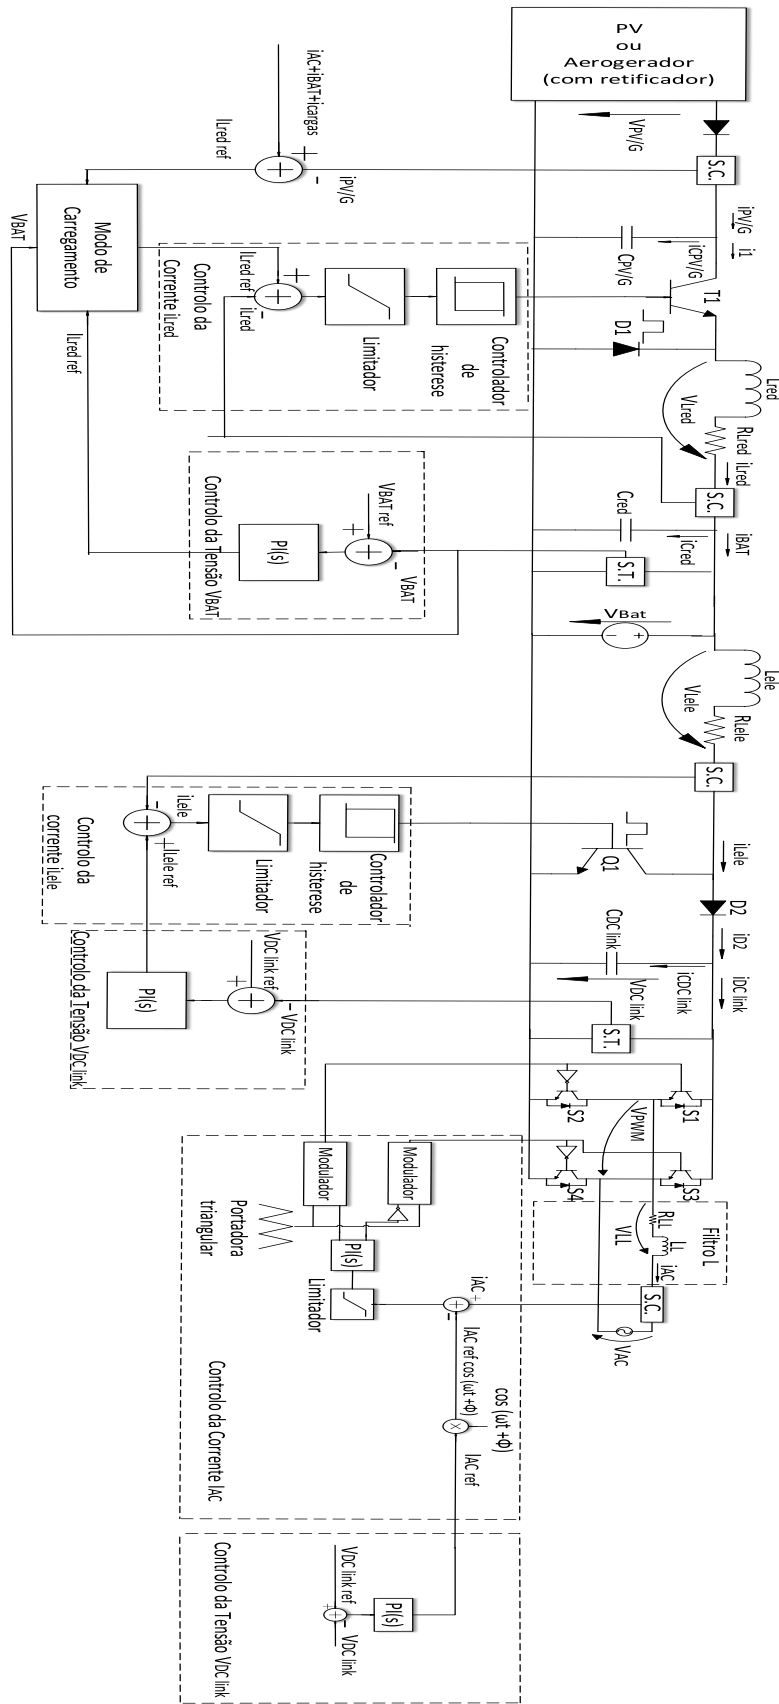 PV
ou
Aerogerador
(com retificador)
VPV/G
S.C.
iPV/G
i1
iCPV/G
CPV/G
T1
D1
Lred
VLred
RLred
iLred
S.C.
iBAT
iCred
Cred
S.T.
VBat
+
-
Lele
VLele
RLele
S.C.
iLele
Q1
D2
iD2
iDC link
iCDC link
CDC link
VDC link
S.T.
S1
S2
VPWM
S3
S4
Filtro L
RLL
LL
VLL
iAC
S.C.
VAC
iAC+iBAT+icargas
+
-
iPV/G
ILred ref
Modo de
Carregamento
VBAT
ILred ref
ILred ref
iLred
+
-
Limitador
Controlador
de
histerese
Controlo da
Corrente iLred
VBAT ref
+
-
VBAT
PI(s)
Controlo da Tensão VBAT
-
iLele
+
ILele ref
Limitador
Controlador
de
histerese
Controlo da
corrente iLele
VDC link ref
+
-
VDC link
PI(s)
Controlo da Tensão VDC link
Modulador
Modulador
Portadora
triangular
PI(s)
Limitador
iAC
+
-
IAC ref cos (ωt +Φ)
cos (ωt +Φ)
X
IAC ref
Controlo da Corrente IAC
VDC link ref
+
-
VDC link
PI(s)
Controlo da Tensão VDC link